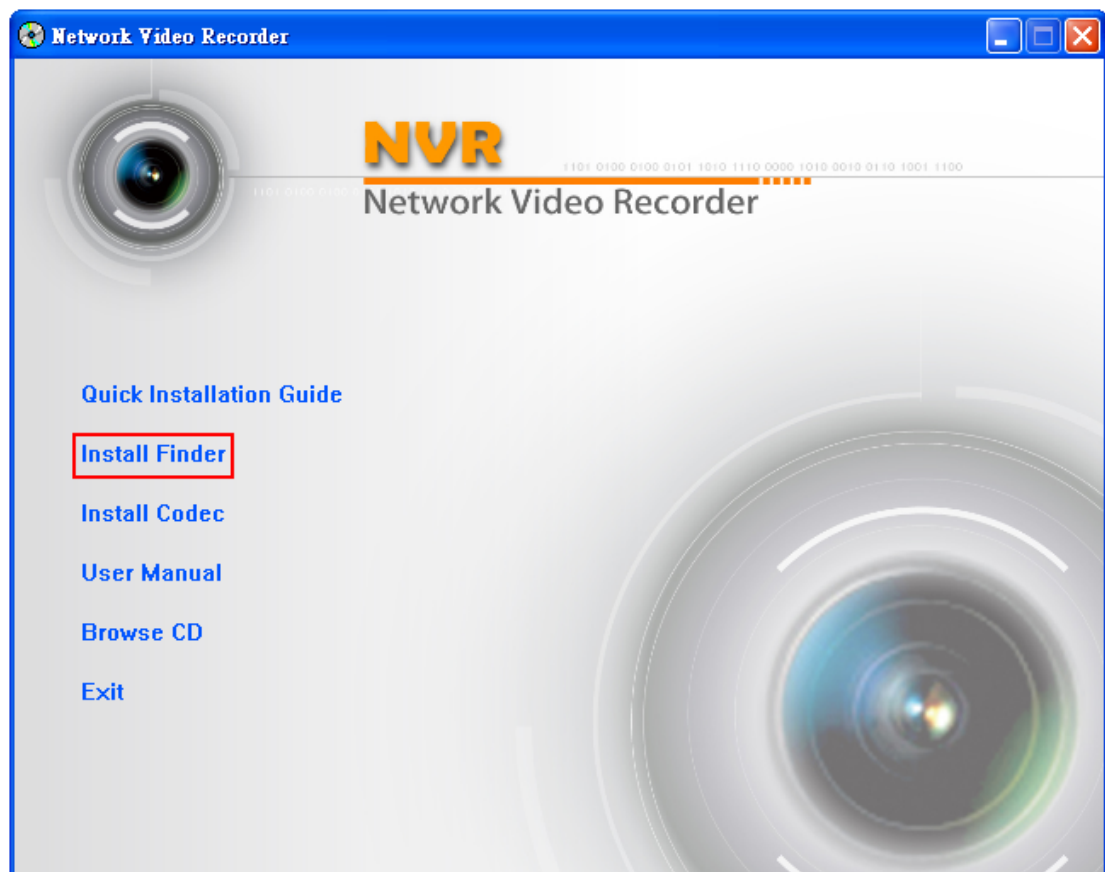 Network Video Recorder
NVR
1101 0100 0100 0101 1010 1110 0000 1010 0010 0110 1001 1100
Network Video Recorder
Quick Installation Guide
Install Finder
Install Codec
User Manual
Browse CD
Exit